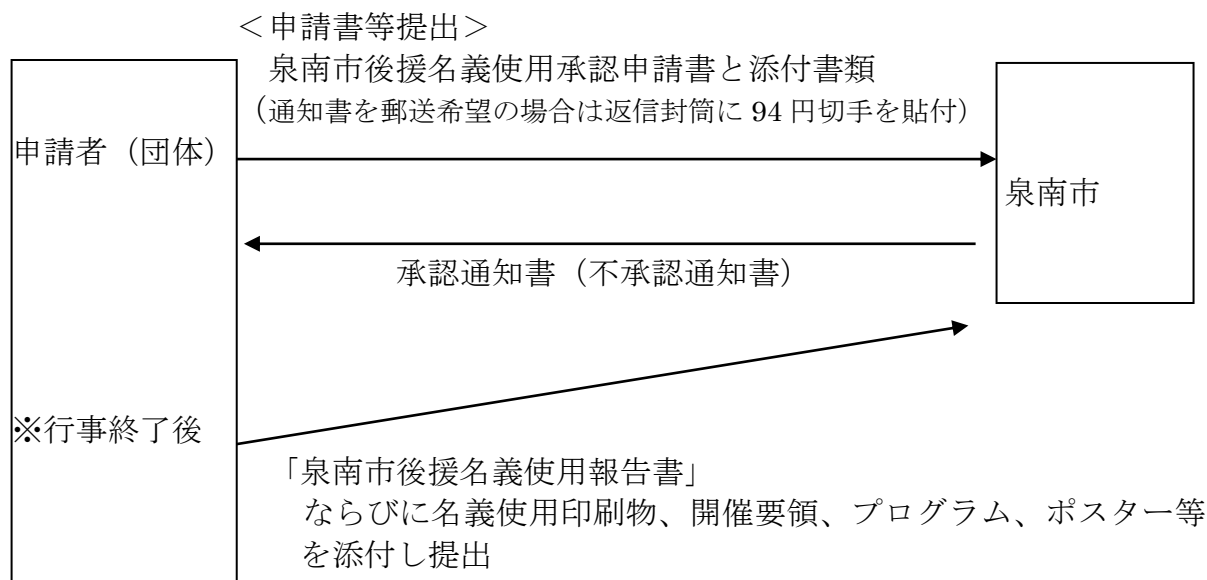 ＜申請書等提出＞
泉南市後援名義使用承認申請書と添付書類
（通知書を郵送希望の場合は返信封筒に 94 円切手を貼付）
申請者（団体）
泉南市
承認通知書（不承認通知書）
※行事終了後
「泉南市後援名義使用報告書」
ならびに名義使用印刷物、開催要領、プログラム、ポスター等
を添付し提出